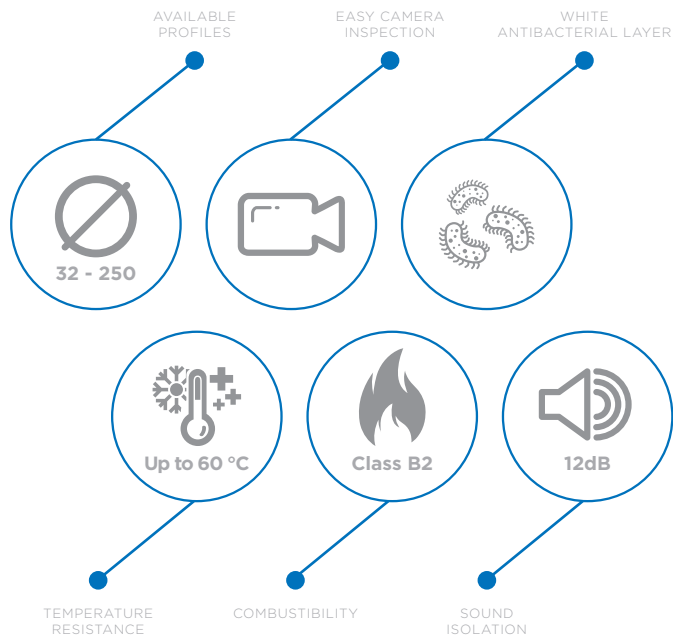 AVAILABLE
PROFILES
EASY CAMERA
INSPECTION
WHITE
ANTIBACTERIAL LAYER
32 - 250
Up to 60 °C
Class B2
12dB
TEMPERATURE
RESISTANCE
COMBUSTIBILITY
SOUND
ISOLATION